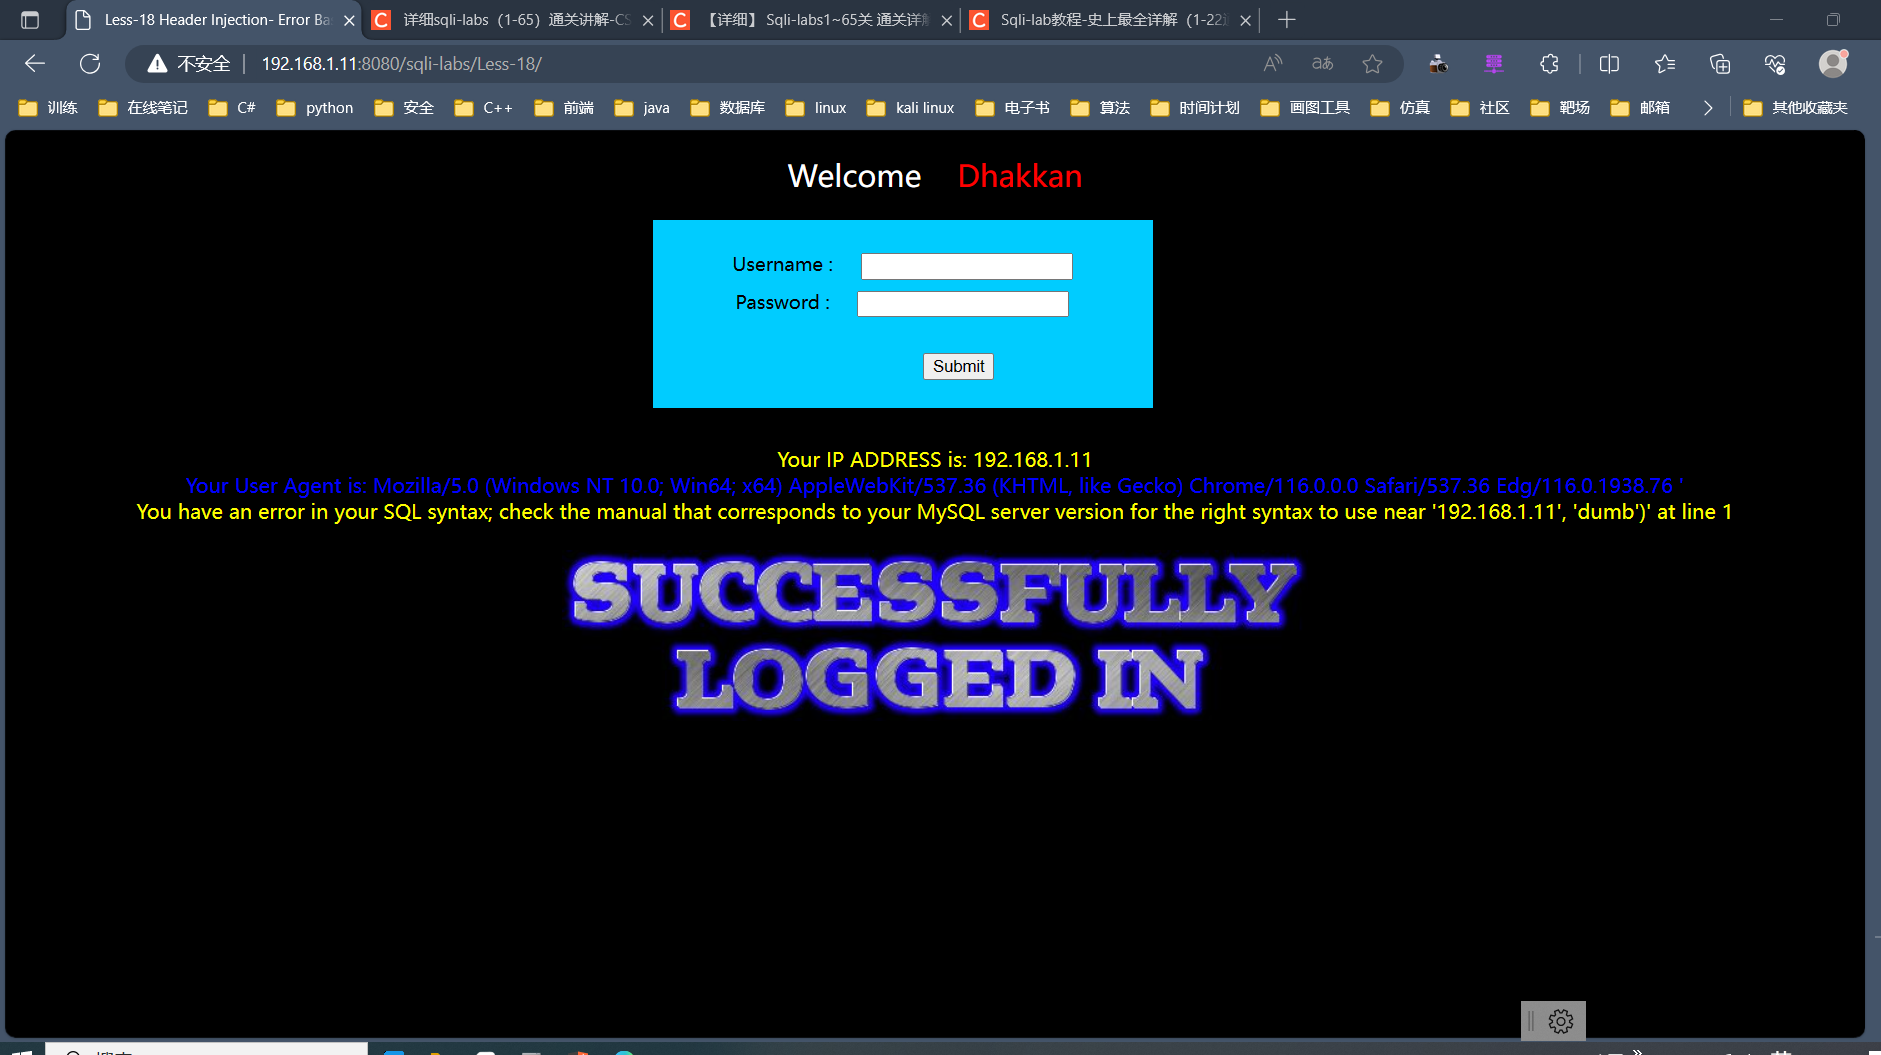 Less-18 Header Injection- Error Ba
详细sqli-labs（1-65）通关讲解-CS
【详细】Sqli-labs1~65关 通关详解
Sqli-lab教程-史上最全详解（1-22通
不安全 192.168.1.11:8080/sqli-labs/Less-18/
训练 在线笔记 C# python 安全 C++ 前端 java 数据库 linux kali linux 电子书 算法 时间计划 画图工具 仿真 社区 靶场 邮箱 其他收藏夹
Welcome Dhakkan
Username :
Password :
Submit
Your IP ADDRESS is: 192.168.1.11
Your User Agent is: Mozilla/5.0 (Windows NT 10.0; Win64; x64) AppleWebKit/537.36 (KHTML, like Gecko) Chrome/116.0.0.0 Safari/537.36 Edg/116.0.1938.76 '
You have an error in your SQL syntax; check the manual that corresponds to your MySQL server version for the right syntax to use near '192.168.1.11', 'dumb')' at line 1
SUCCESSFULLY
LOGGED IN